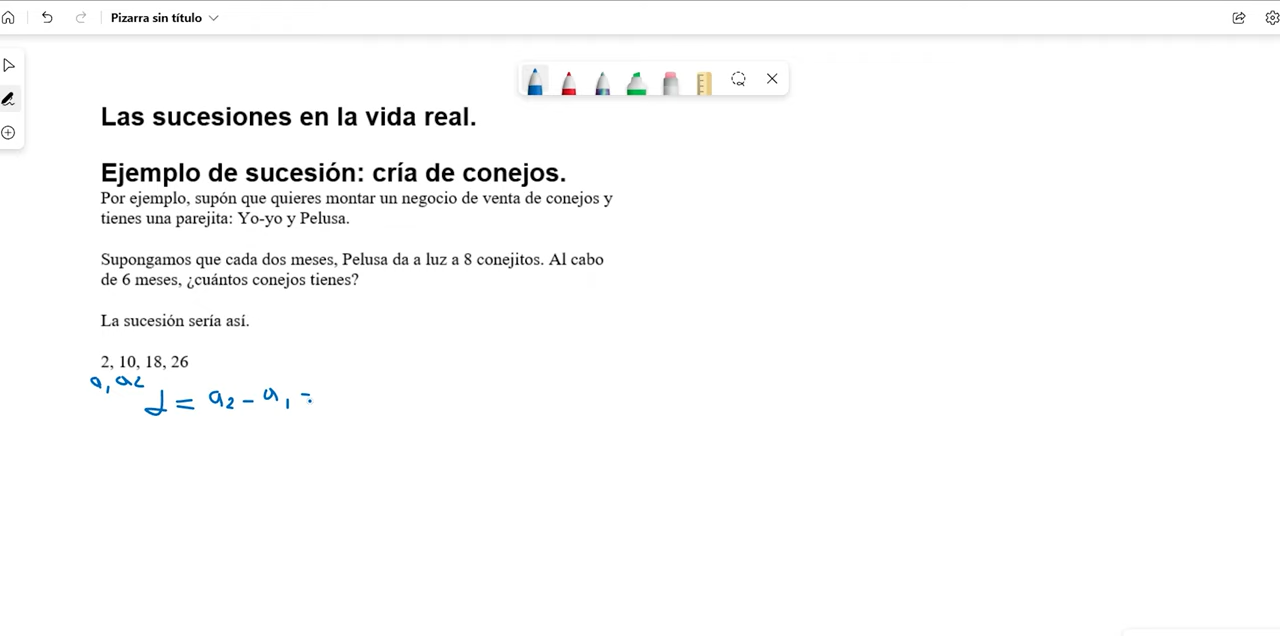 Pizarra sin título
Las sucesiones en la vida real.
Ejemplo de sucesión: cría de conejos.
Por ejemplo, supón que quieres montar un negocio de venta de conejos y
tienes una parejita: Yo-yo y Pelusa.
Supongamos que cada dos meses, Pelusa da a luz a 8 conejitos. Al cabo
de 6 meses, ¿cuántos conejos tienes?
La sucesión sería así.
2, 10, 18, 26
a1 a2
d = a2 - a1 =